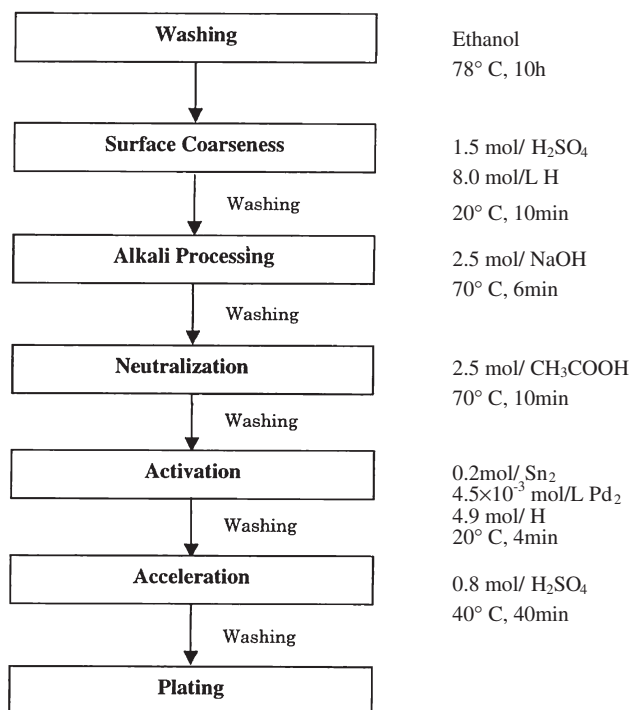 Washing
Ethanol
78° C, 10h
Surface Coarseness
1.5 mol/ H₂SO₄
8.0 mol/L H
Washing
20° C, 10min
Alkali Processing
2.5 mol/ NaOH
70° C, 6min
Washing
Neutralization
2.5 mol/ CH₃COOH
70° C, 10min
Washing
Activation
0.2mol/ Sn₂
4.5×10⁻³ mol/L Pd₂
Washing
4.9 mol/ H
20° C, 4min
Acceleration
0.8 mol/ H₂SO₄
40° C, 40min
Washing
Plating